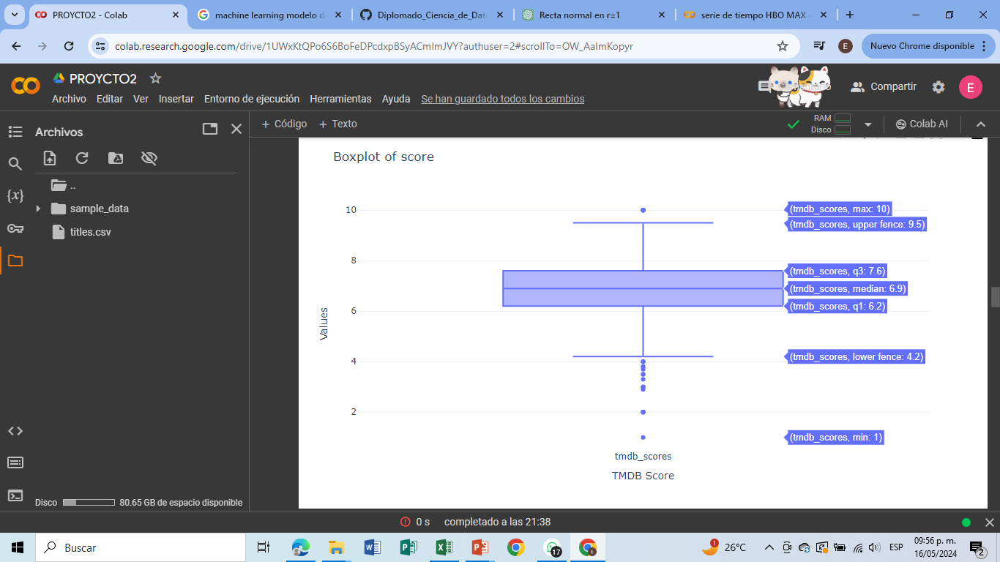 PROYCTO2 - Colab
machine learning modelo d
Diplomado_Ciencia_de_Dat
Recta normal en r=1
serie de tiempo HBO MAX -
colab.research.google.com/drive/1UWxKtQPo6S6BoFeDPcdxpBSyACmImJVY?authuser=2#scrollTo=OW_AaImKopyr
E
Nuevo Chrome disponible
PROYCTO2
Archivo Editar Ver Insertar Entorno de ejecución Herramientas Ayuda Se han guardado todos los cambios
Compartir
E
Archivos
+ Código + Texto
RAM
Disco
Colab AI
..
sample_data
titles.csv
{x}
Boxplot of score
10
8
6
4
2
Values
(tmdb_scores, max: 10)
(tmdb_scores, upper fence: 9.5)
(tmdb_scores, q3: 7.6)
(tmdb_scores, median: 6.9)
(tmdb_scores, q1: 6.2)
(tmdb_scores, lower fence: 4.2)
(tmdb_scores, min: 1)
tmdb_scores
TMDB Score
Disco 80.65 GB de espacio disponible
0 s completado a las 21:38
Buscar
17
1
26°C
ESP
09:56 p. m.
16/05/2024
2